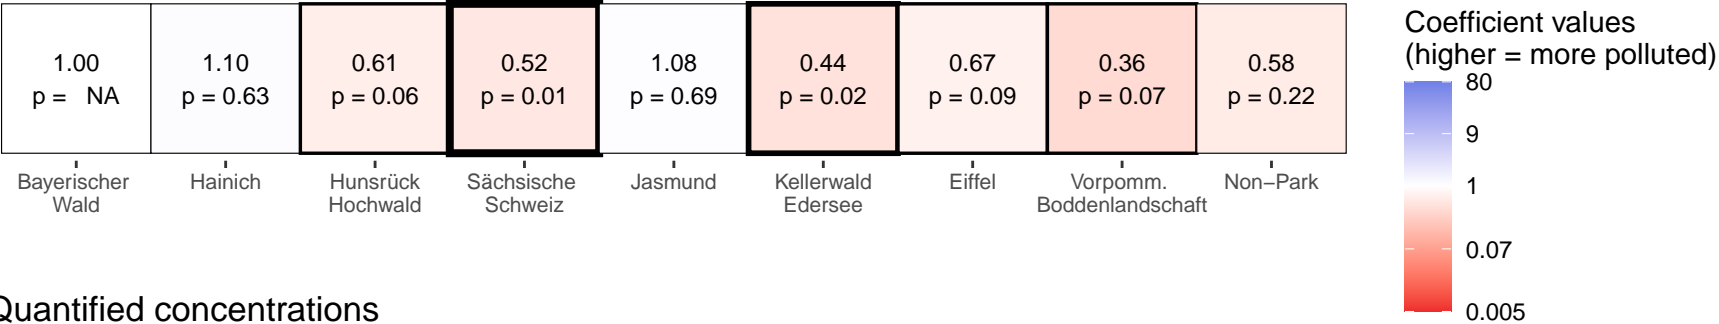 1.00
p =   NA
1.10
p = 0.63
0.61
p = 0.06
0.52
p = 0.01
1.08
p = 0.69
0.44
p = 0.02
0.67
p = 0.09
0.36
p = 0.07
0.58
p = 0.22
Bayerischer
Wald
Hainich
Hunsrück
Hochwald
Sächsische
Schweiz
Jasmund
Kellerwald
Edersee
Eiffel
Vorpomm.
Boddenlandschaft
Non−Park
Coefficient values
(higher = more polluted)
80
9
1
0.07
0.005
Quantified concentrations